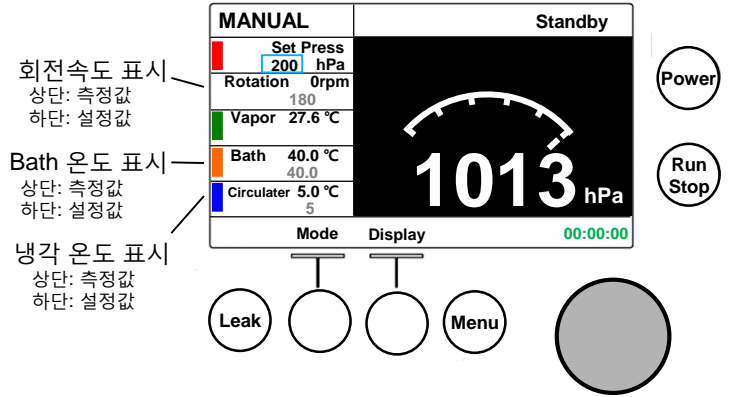 MANUAL
Standby
Set Press
200 hPa
Rotation 0rpm
180
Vapor 27.6 ℃
Bath 40.0 ℃
40.0
Circulater 5.0 ℃
5
1013 hPa
Mode
Display
00:00:00
회전속도 표시
상단: 측정값
하단: 설정값
Bath 온도 표시
상단: 측정값
하단: 설정값
냉각 온도 표시
상단: 측정값
하단: 설정값
Power
Run
Stop
Leak
Menu